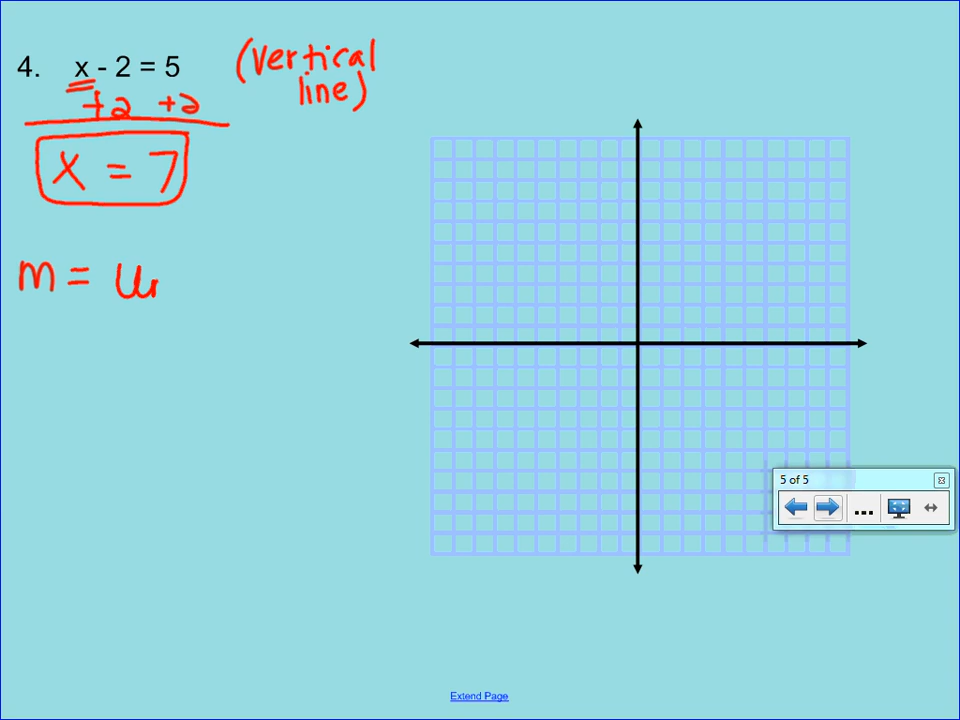 4. x - 2 = 5 (vertical
line)
+2 +2
x = 7
m =
5 of 5
...
Extend Page